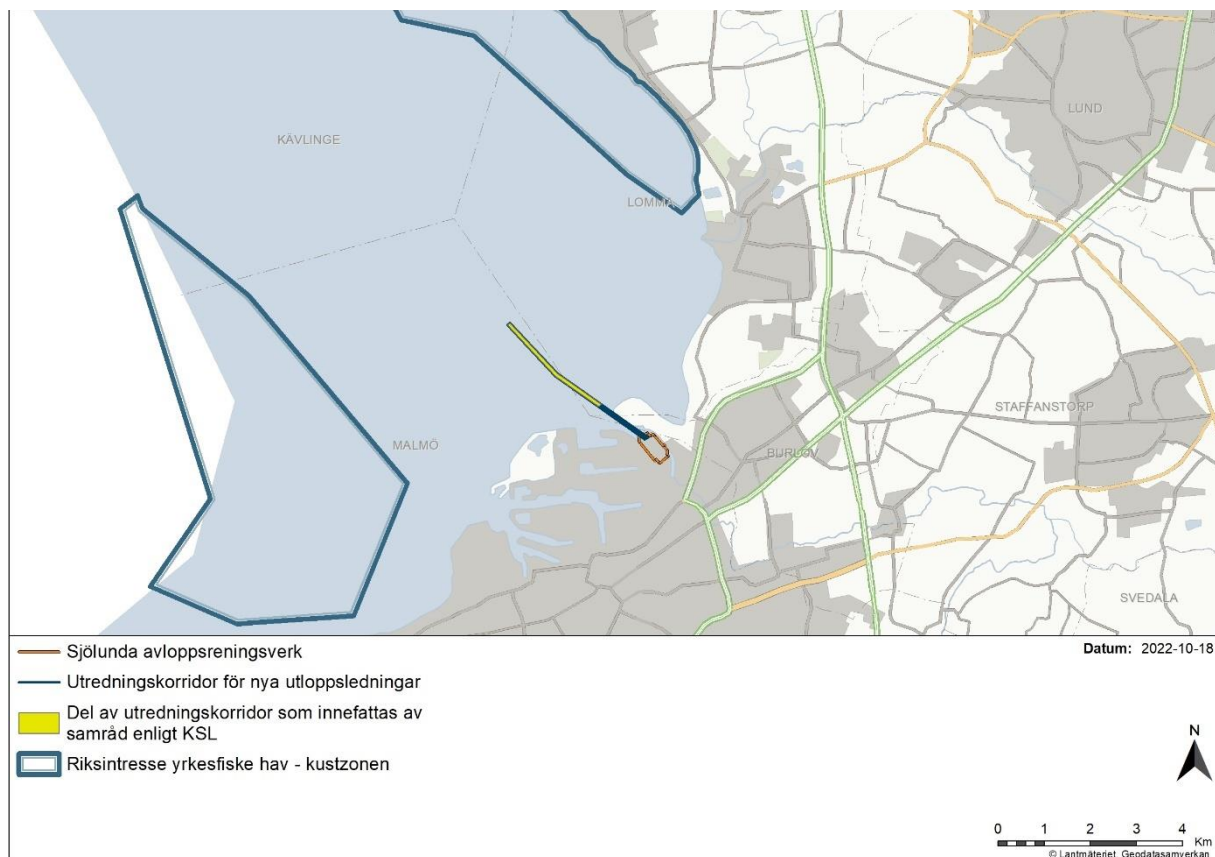 LUND
KÄVLINGE
LOMMA
STAFFANSTORP
MALMÖ
BURLÖV
SVEDALA
Sjölunda avloppsreningsverk
Datum: 2022-10-18
Utredningskorridor för nya utloppsledningar
Del av utredningskorridor som innefattas av
samråd enligt KSL
Riksintresse yrkesfiske hav - kustzonen
N
0 1 2 3 4
Km
© Lantmäteriet, Geodatasamverkan